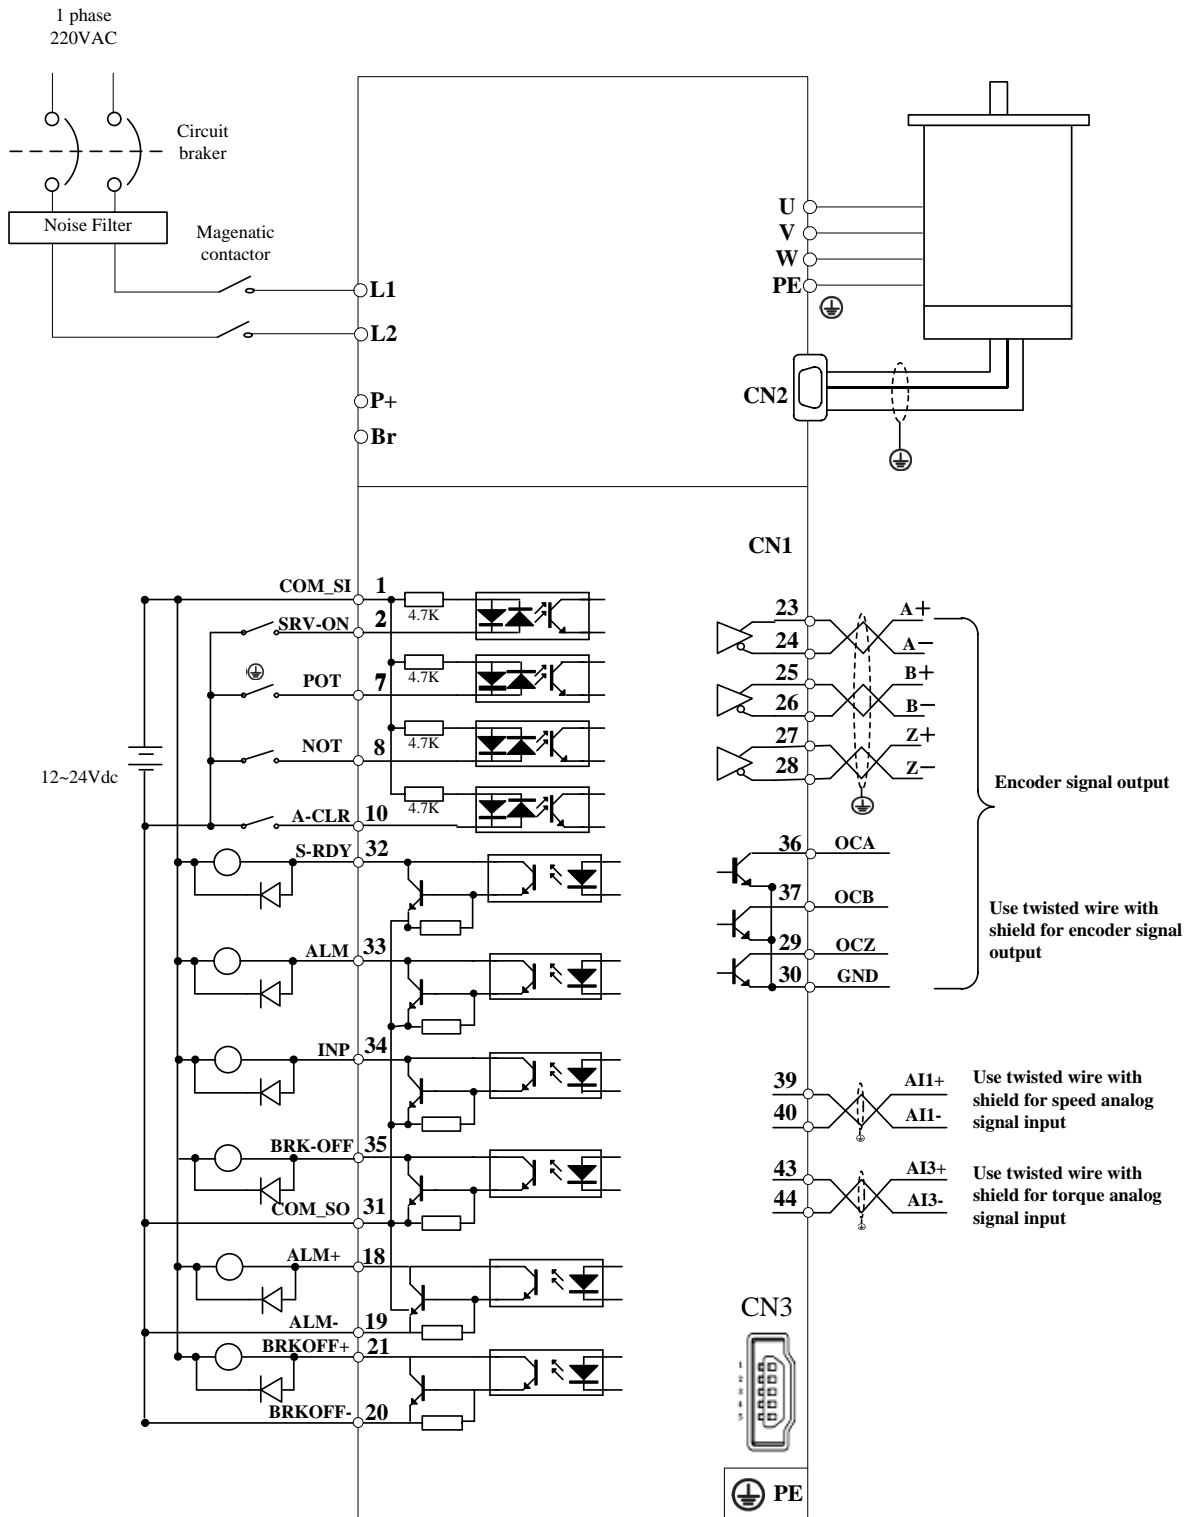 1 phase
220VAC
Circuit
braker
Noise Filter
Magenatic
contactor
L1
L2
P+
Br
U
V
W
PE
CN2
CN1
COM_SI 1
4.7K
SRV-ON 2
POT 7
4.7K
NOT 8
4.7K
12~24Vdc
A-CLR 10
4.7K
S-RDY 32
ALM 33
INP 34
BRK-OFF 35
COM_SO 31
ALM+ 18
ALM- 19
BRKOFF+ 21
BRKOFF- 20
23 A+
24 A-
25 B+
26 B-
27 Z+
28 Z-
Encoder signal output
36 OCA
37 OCB
29 OCZ
30 GND
Use twisted wire with
shield for encoder signal
output
39 AI1+
40 AI1-
Use twisted wire with
shield for speed analog
signal input
43 AI3+
44 AI3-
Use twisted wire with
shield for torque analog
signal input
CN3
1
2
3
4
5
PE